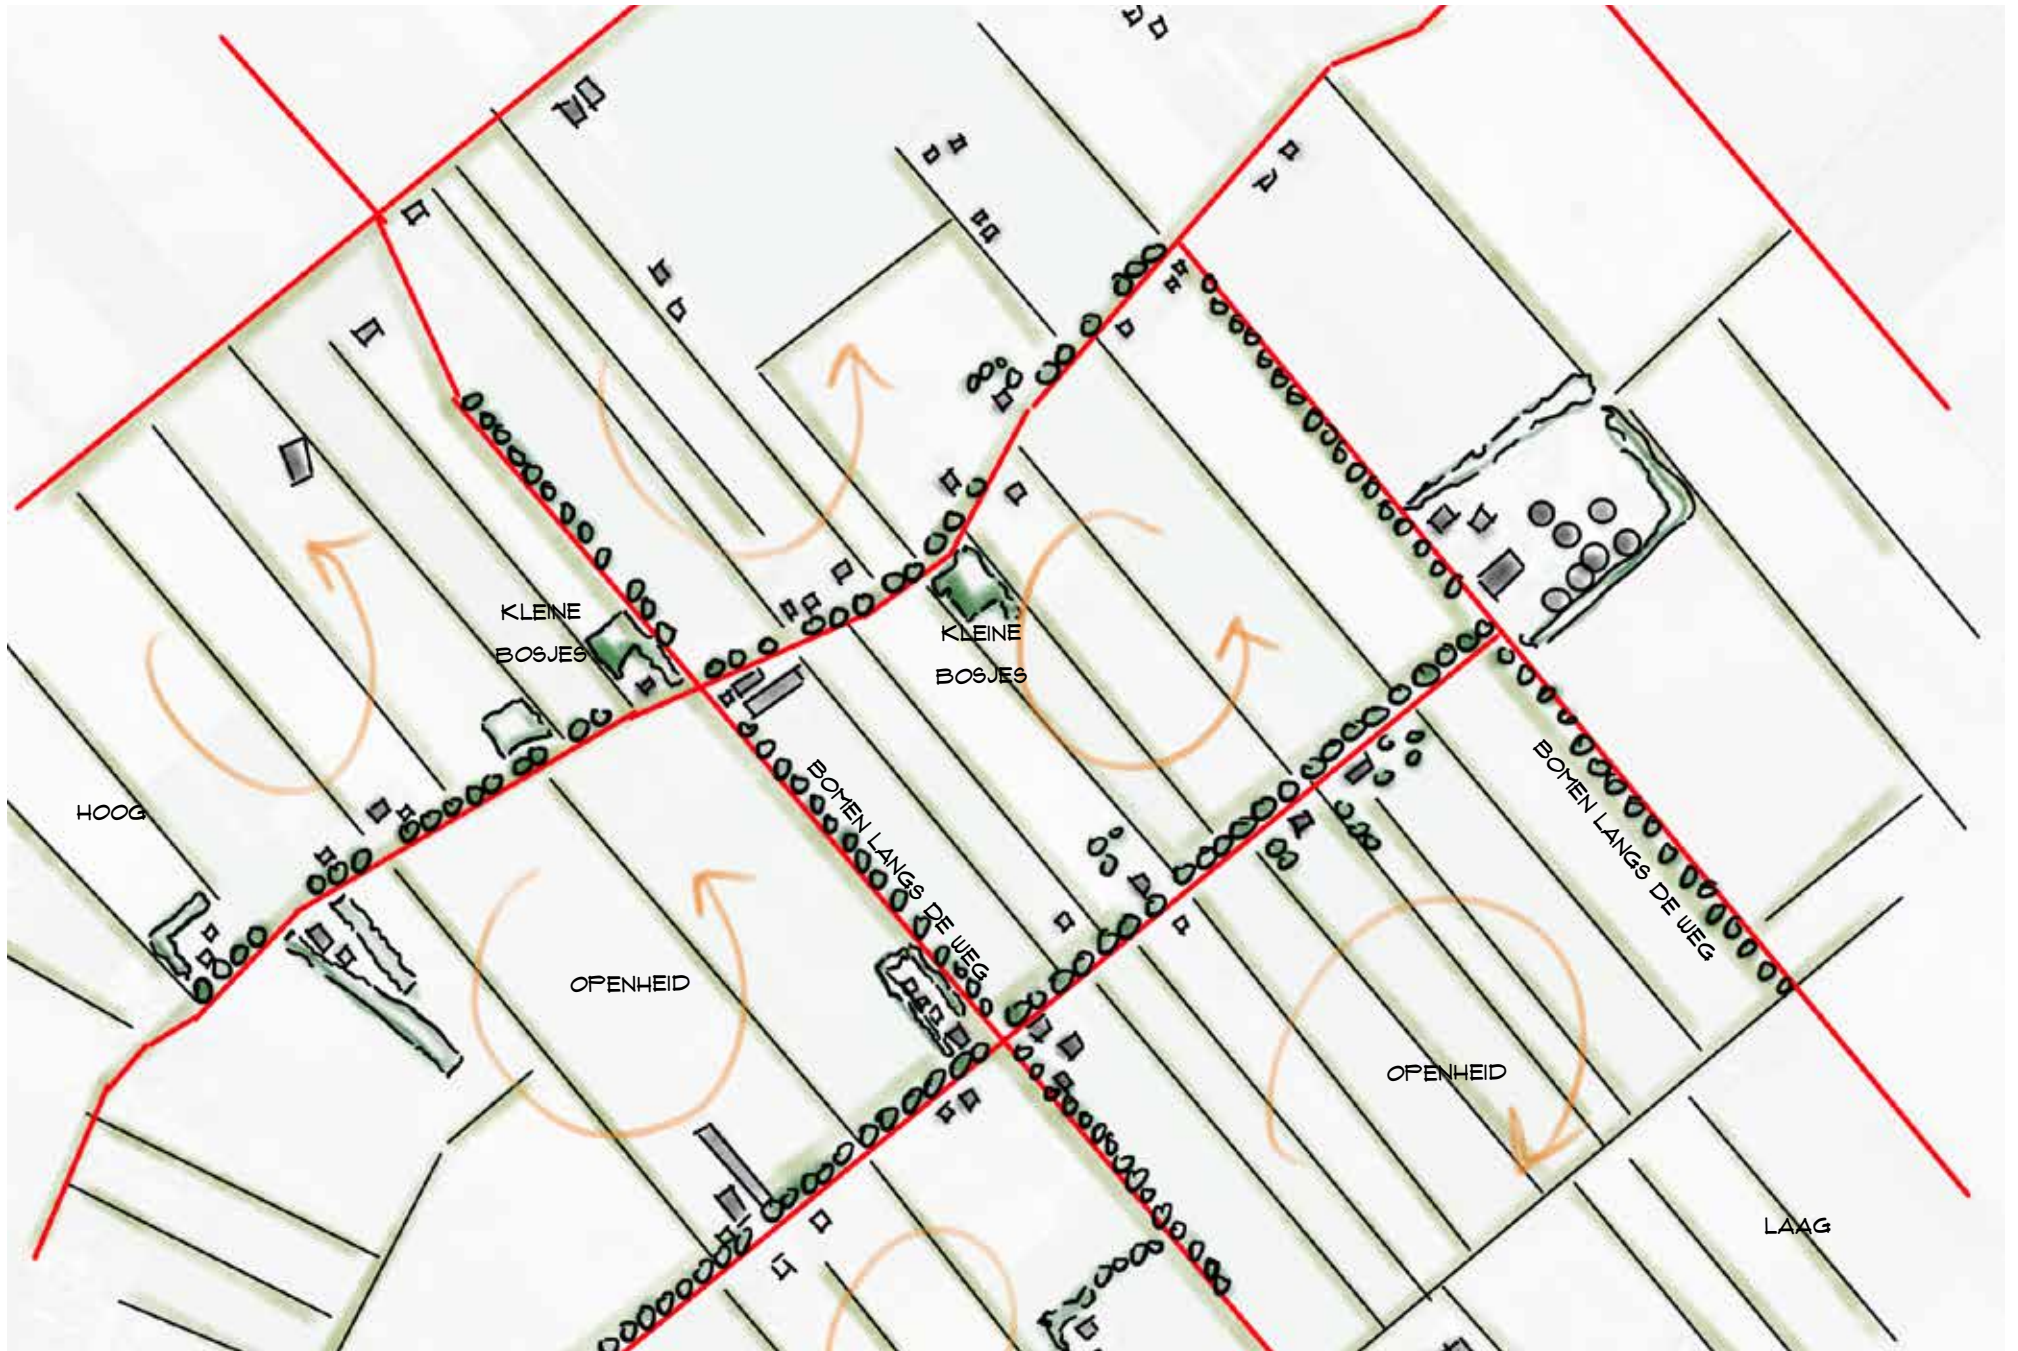 KLEINE
BOSJES
KLEINE
BOSJES
HOOG
BOMEN LANGS DE WEG
BOMEN LANGS DE WEG
OPENHEID
OPENHEID
LAAG